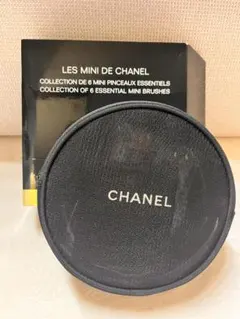 LES MINI DE CHANEL
COLLECTION DE 6 MINI PINCEAUX ESSENTIELS
COLLECTION OF 6 ESSENTIAL MINI BRUSHES
CHANEL